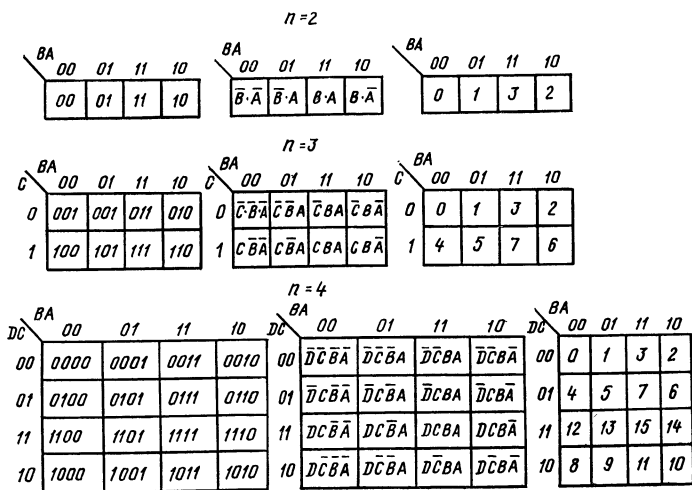 n=2
BA 00 01 11 10 BA 00 01 11 10 BA 00 01 11 10
00 01 11 10 B̄·Ā B̄·A B·A B·Ā 0 1 3 2
n=3
C BA 00 01 11 10 C BA 00 01 11 10 C BA 00 01 11 10
0 001 001 011 010 0 C̄·B̄·Ā C̄B̄A C̄BA C̄BĀ 0 0 1 3 2
1 100 101 111 110 1 CB̄Ā CB̄A CBA CBĀ 1 4 5 7 6
n=4
DC BA 00 01 11 10 DC BA 00 01 11 10 DC BA 00 01 11 10
00 0000 0001 0011 0010 00 D̄C̄B̄Ā D̄C̄B̄A D̄C̄BA D̄C̄BĀ 00 0 1 3 2
01 0100 0101 0111 0110 01 D̄CB̄Ā D̄CB̄A D̄CBA D̄CBĀ 01 4 5 7 6
11 1100 1101 1111 1110 11 DCB̄Ā DCB̄A DCBA DCBĀ 11 12 13 15 14
10 1000 1001 1011 1010 10 DC̄B̄Ā DC̄B̄A DC̄BA DC̄BĀ 10 8 9 11 10